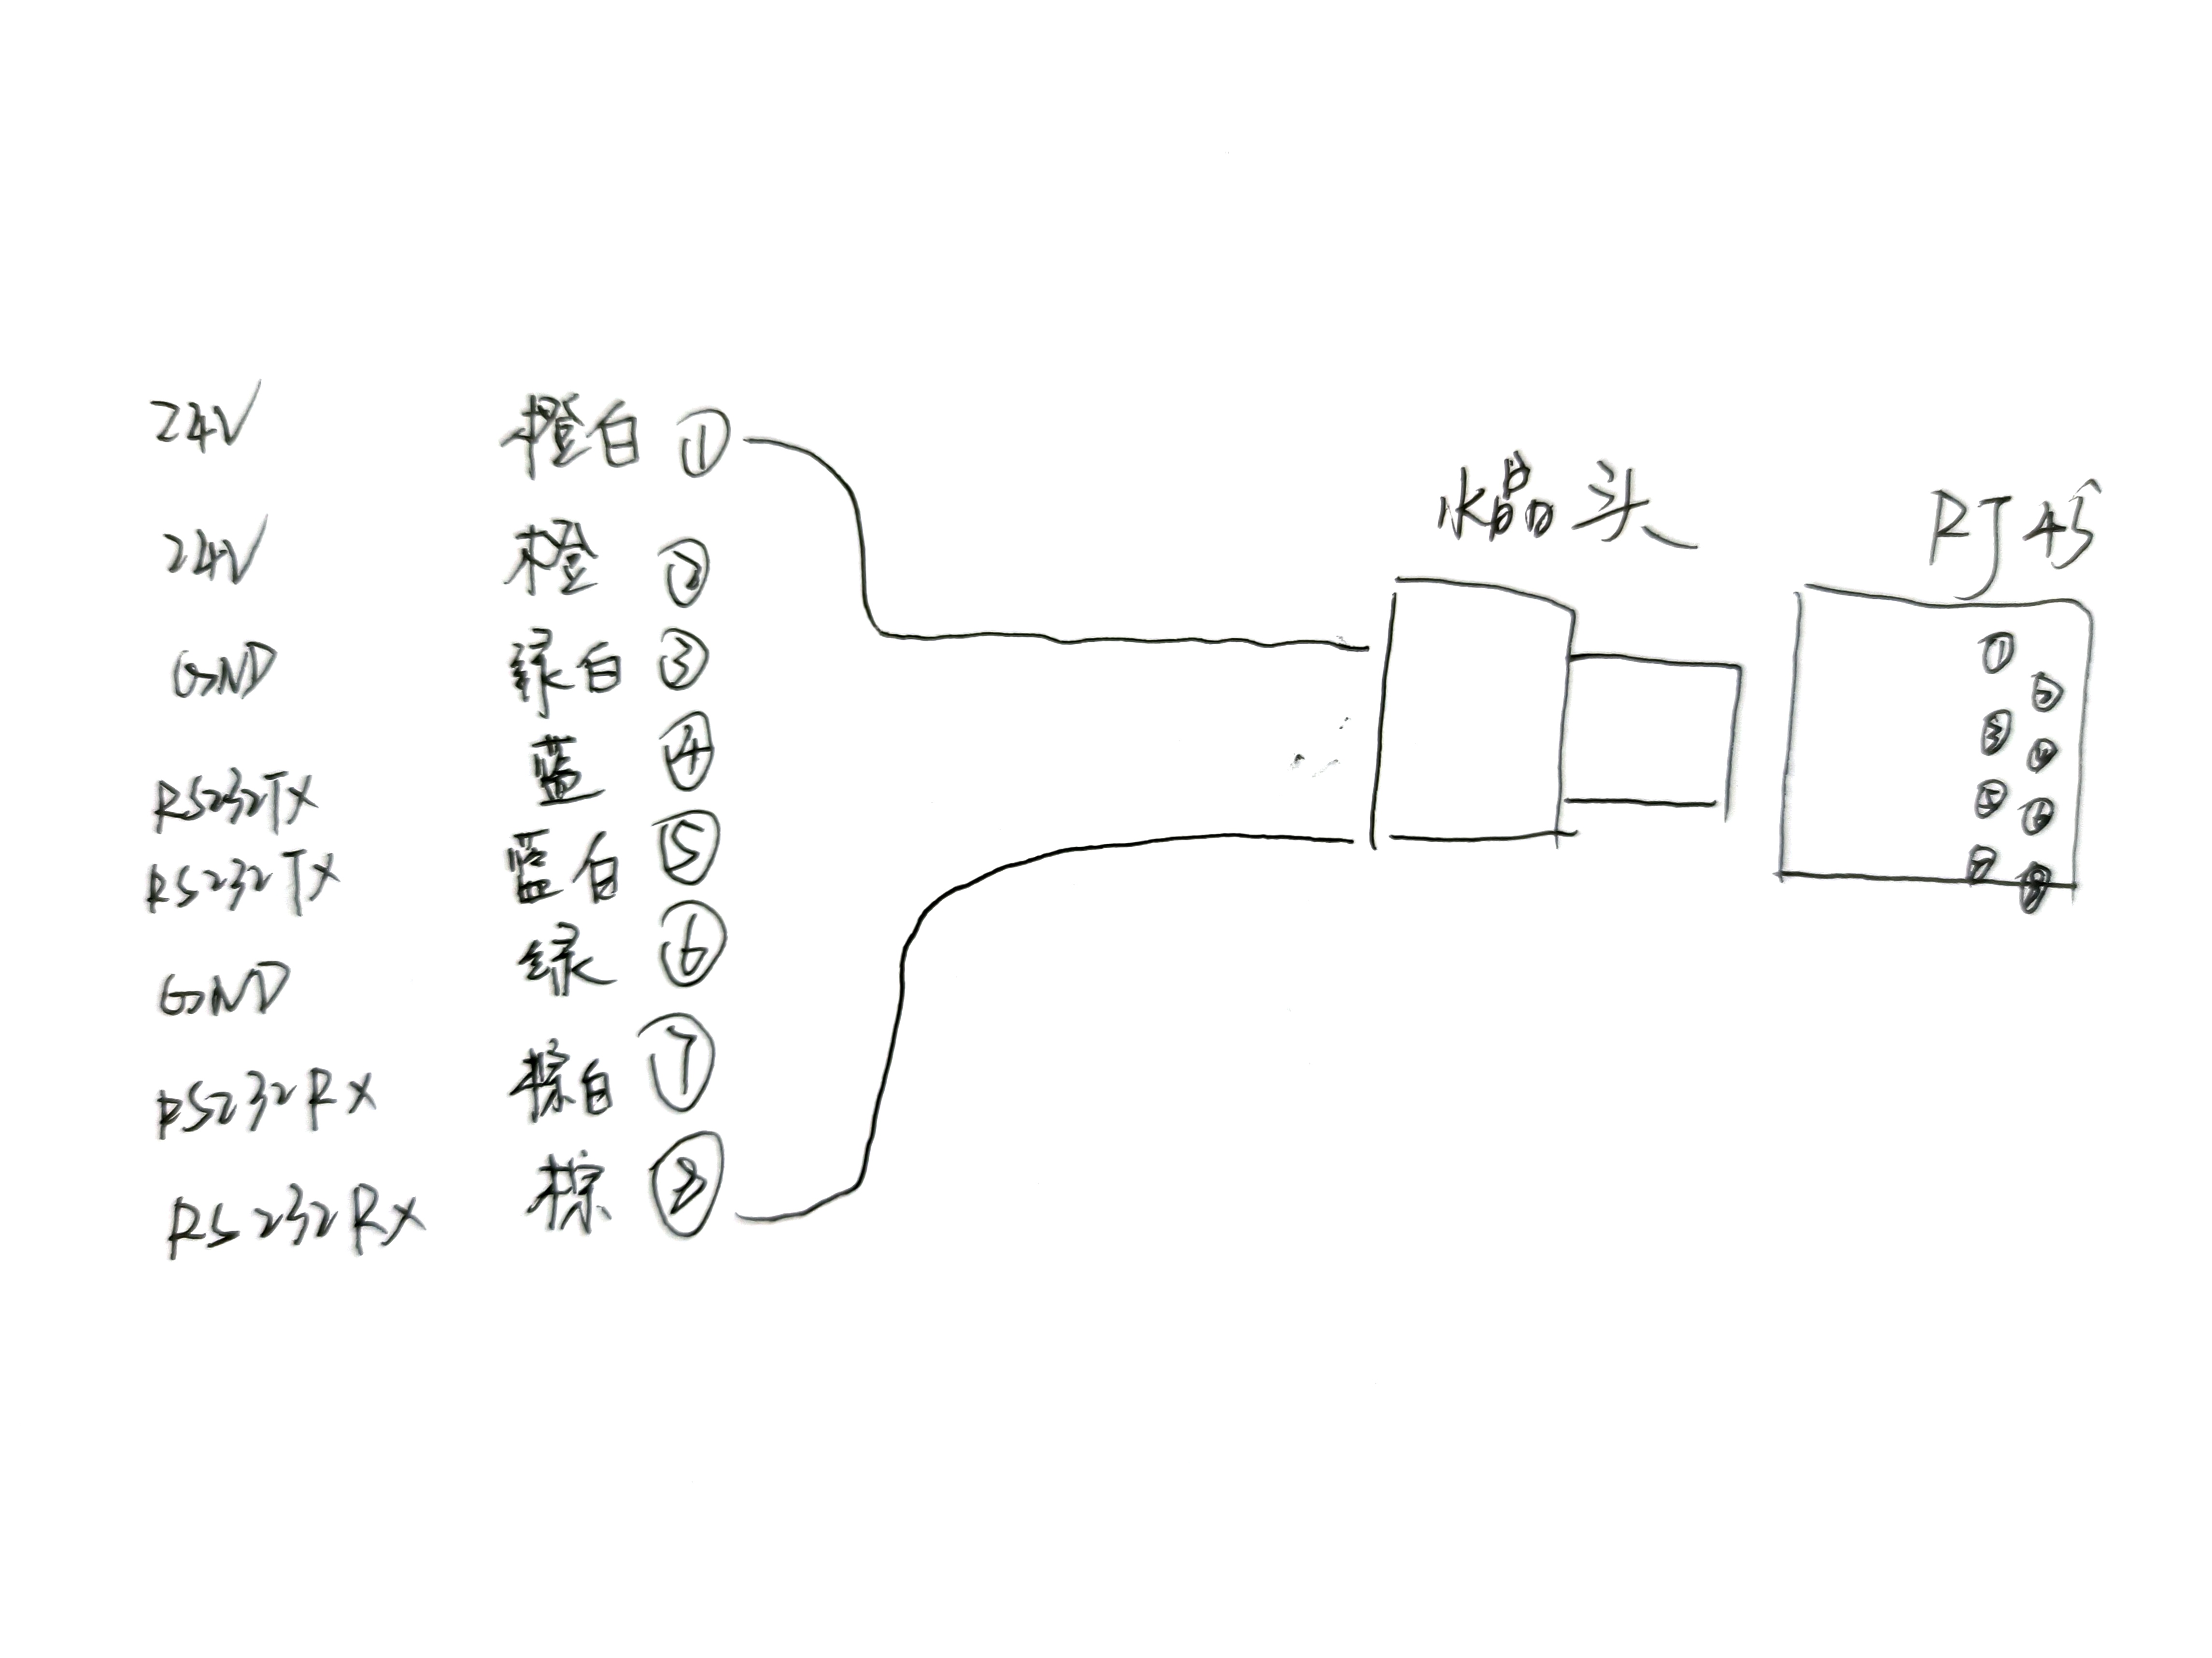 24V 橙白 ①
24V 橙 ②
GND 绿白 ③
RS232TX 蓝 ④
RS232TX 蓝白 ⑤
GND 绿 ⑥
RS232RX 棕白 ⑦
RS232RX 棕 ⑧
水晶头
RJ45
①
②
③
④
⑤
⑥
⑦
⑧